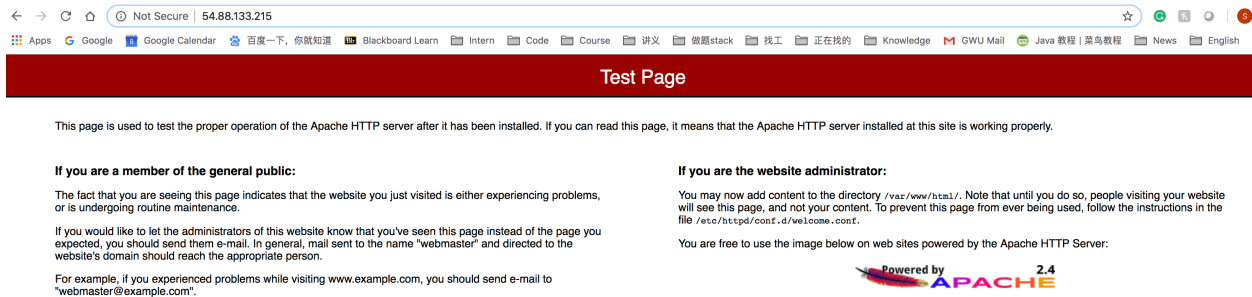 Not Secure | 54.88.133.215
Apps Google Google Calendar 百度一下，你就知道 Bb Blackboard Learn Intern Code Course 讲义 做题stack 找工 正在找的 Knowledge GWU Mail Java 教程 | 菜鸟教程 News English
Test Page
This page is used to test the proper operation of the Apache HTTP server after it has been installed. If you can read this page, it means that the Apache HTTP server installed at this site is working properly.
If you are a member of the general public:
The fact that you are seeing this page indicates that the website you just visited is either experiencing problems,
or is undergoing routine maintenance.
If you would like to let the administrators of this website know that you've seen this page instead of the page you
expected, you should send them e-mail. In general, mail sent to the name "webmaster" and directed to the
website's domain should reach the appropriate person.
For example, if you experienced problems while visiting www.example.com, you should send e-mail to
"webmaster@example.com".
If you are the website administrator:
You may now add content to the directory /var/www/html/. Note that until you do so, people visiting your website
will see this page, and not your content. To prevent this page from ever being used, follow the instructions in the
file /etc/httpd/conf.d/welcome.conf.
You are free to use the image below on web sites powered by the Apache HTTP Server:
Powered by 2.4
APACHE